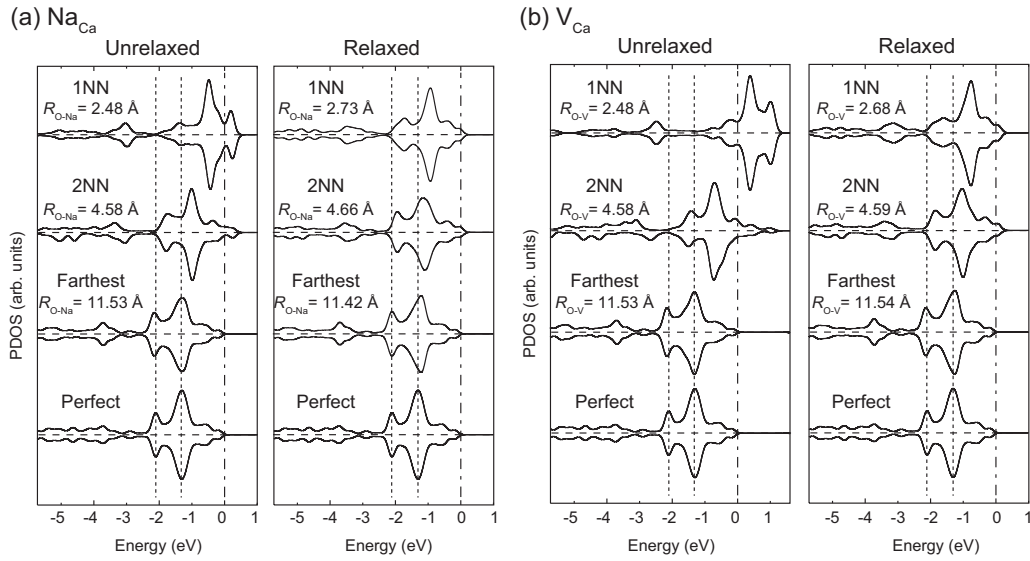 (a) Na_Ca
Unrelaxed
1NN
R_O-Na = 2.48 Å
2NN
R_O-Na = 4.58 Å
Farthest
R_O-Na = 11.53 Å
Perfect
PDOS (arb. units)
-5 -4 -3 -2 -1 0 1
Energy (eV)
Relaxed
1NN
R_O-Na = 2.73 Å
2NN
R_O-Na = 4.66 Å
Farthest
R_O-Na = 11.42 Å
Perfect
-5 -4 -3 -2 -1 0 1
Energy (eV)
(b) V_Ca
Unrelaxed
1NN
R_O-V = 2.48 Å
2NN
R_O-V = 4.58 Å
Farthest
R_O-V = 11.53 Å
Perfect
PDOS (arb. units)
-5 -4 -3 -2 -1 0 1
Energy (eV)
Relaxed
1NN
R_O-V = 2.68 Å
2NN
R_O-V = 4.59 Å
Farthest
R_O-V = 11.54 Å
Perfect
-5 -4 -3 -2 -1 0 1
Energy (eV)